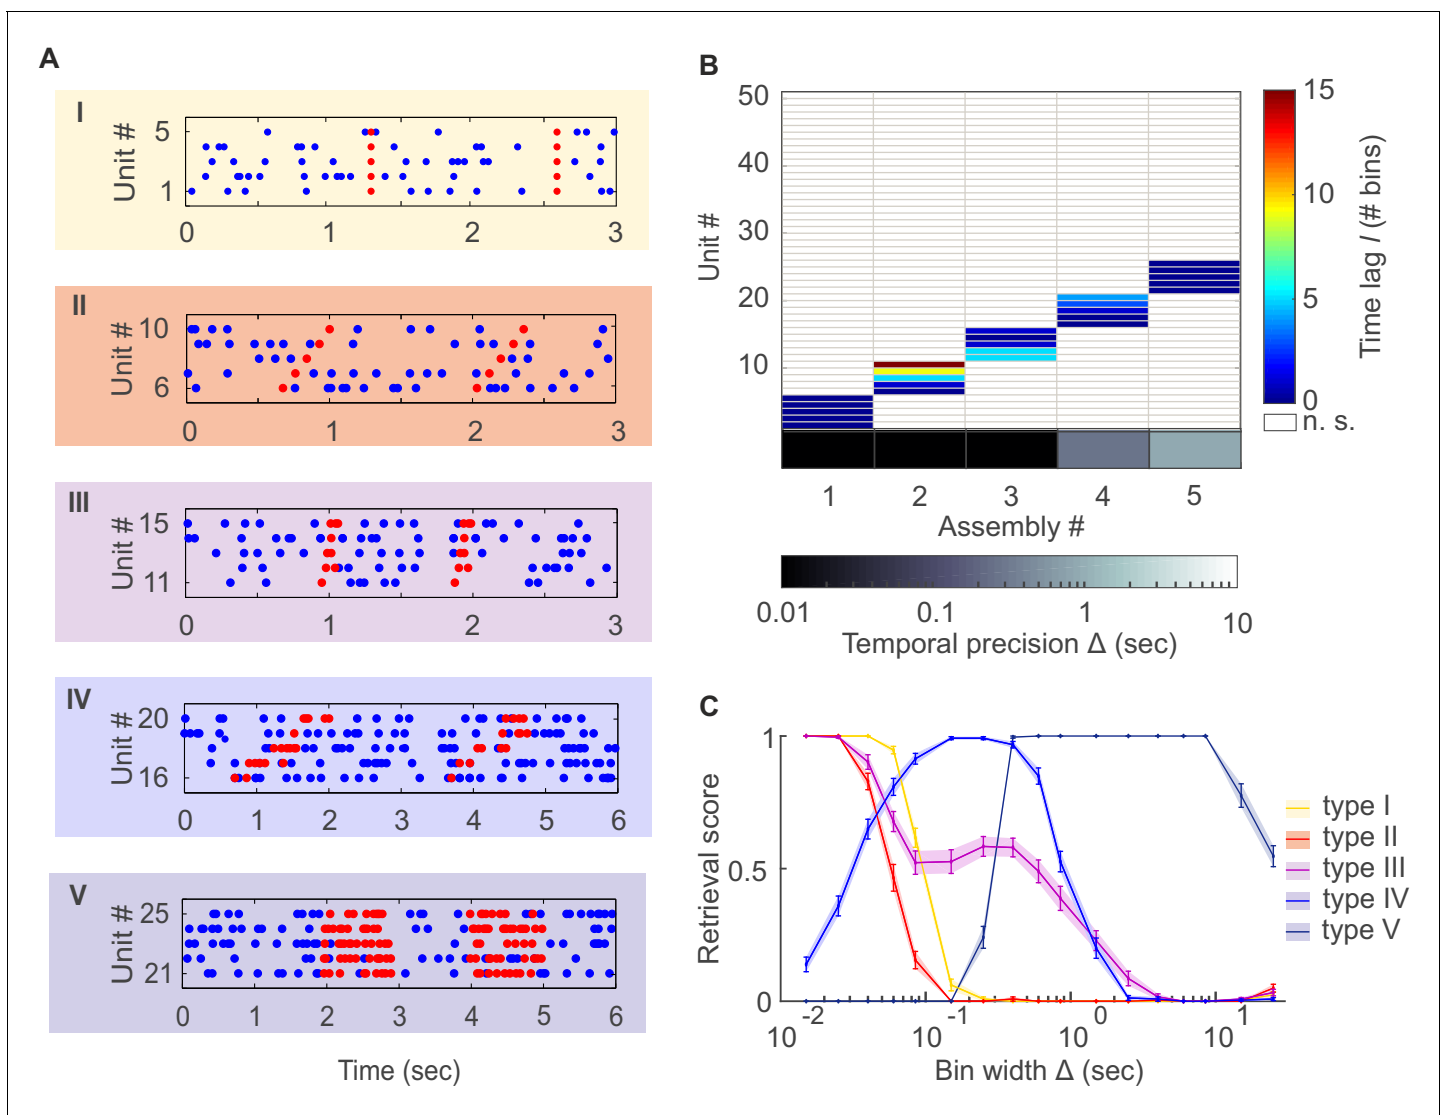 A
I
Unit #
5
1
0 1 2 3
II
Unit #
10
6
0 1 2 3
III
Unit #
15
11
0 1 2 3
IV
Unit #
20
16
0 1 2 3 4 5 6
V
Unit #
25
21
0 1 2 3 4 5 6
Time (sec)
B
Unit #
50
40
30
20
10
1 2 3 4 5
Assembly #
15
10
5
0
n. s.
Time lag l (# bins)
0.01 0.1 1 10
Temporal precision Δ (sec)
C
Retrieval score
1
0.5
0
10^-2 10^-1 10^0 10^1
Bin width Δ (sec)
type I
type II
type III
type IV
type V